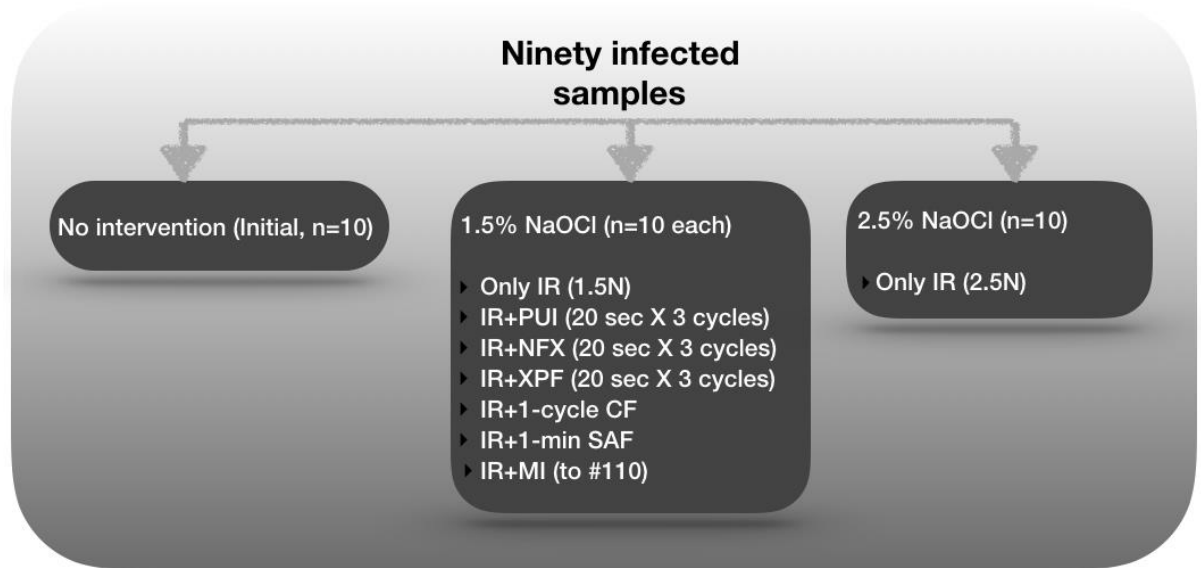 Ninety infected
samples
No intervention (Initial, n=10)
1.5% NaOCl (n=10 each)
Only IR (1.5N)
IR+PUI (20 sec X 3 cycles)
IR+NFX (20 sec X 3 cycles)
IR+XPF (20 sec X 3 cycles)
IR+1-cycle CF
IR+1-min SAF
IR+MI (to #110)
2.5% NaOCl (n=10)
Only IR (2.5N)